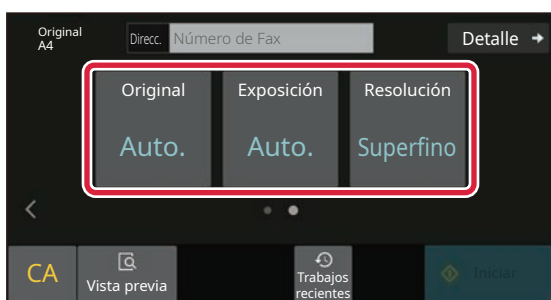 Original
A4
Direcc. Número de Fax
Detalle
Original Exposición Resolución
Auto. Auto. Superfino
CA
Vista previa
Trabajos
recientes
Iniciar